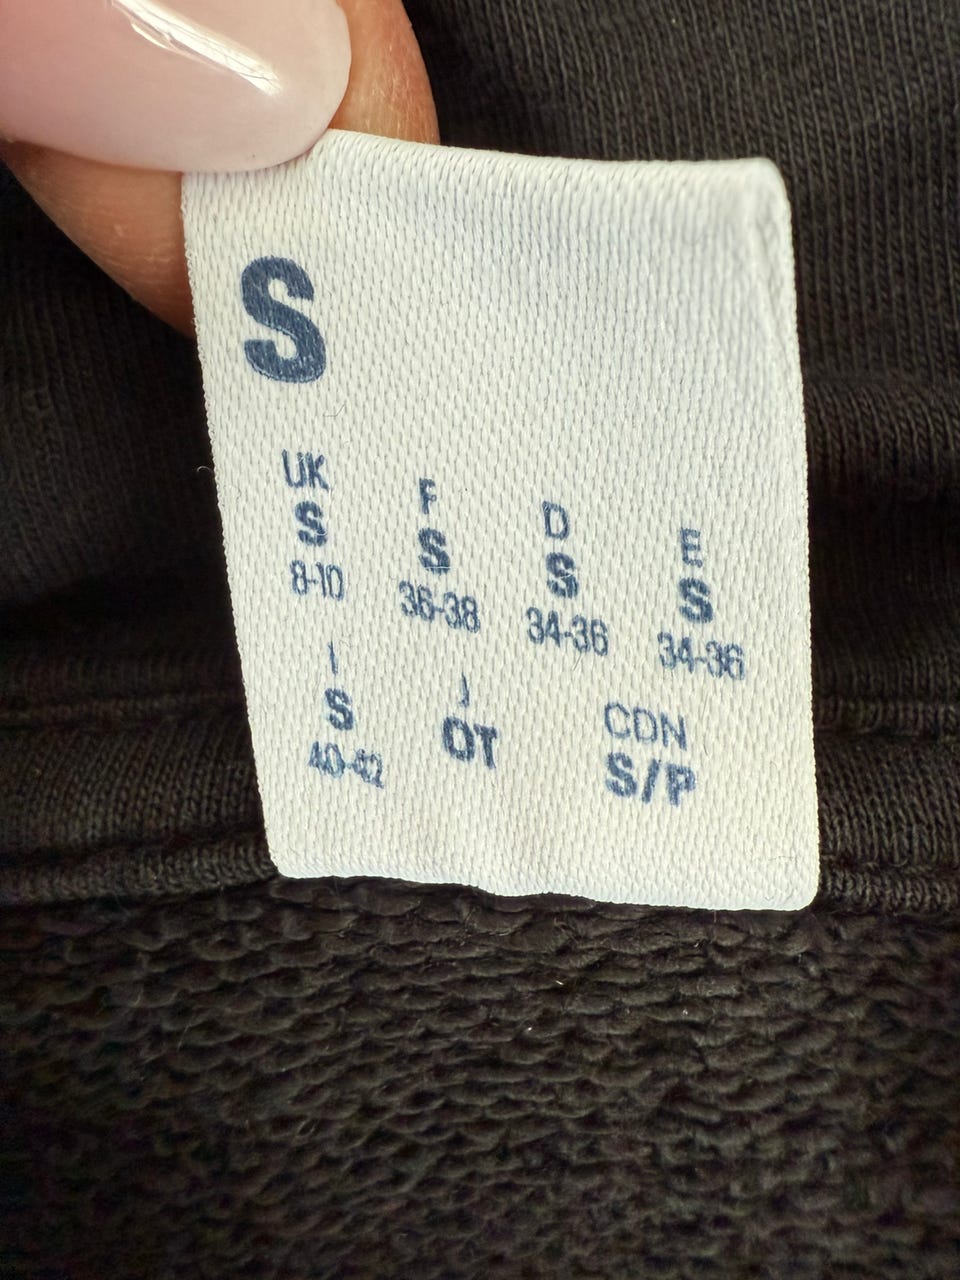 S
UK F D E
S S S S
8-10 36-38 34-36 34-36
I J CDN
S OT S/P
40-42